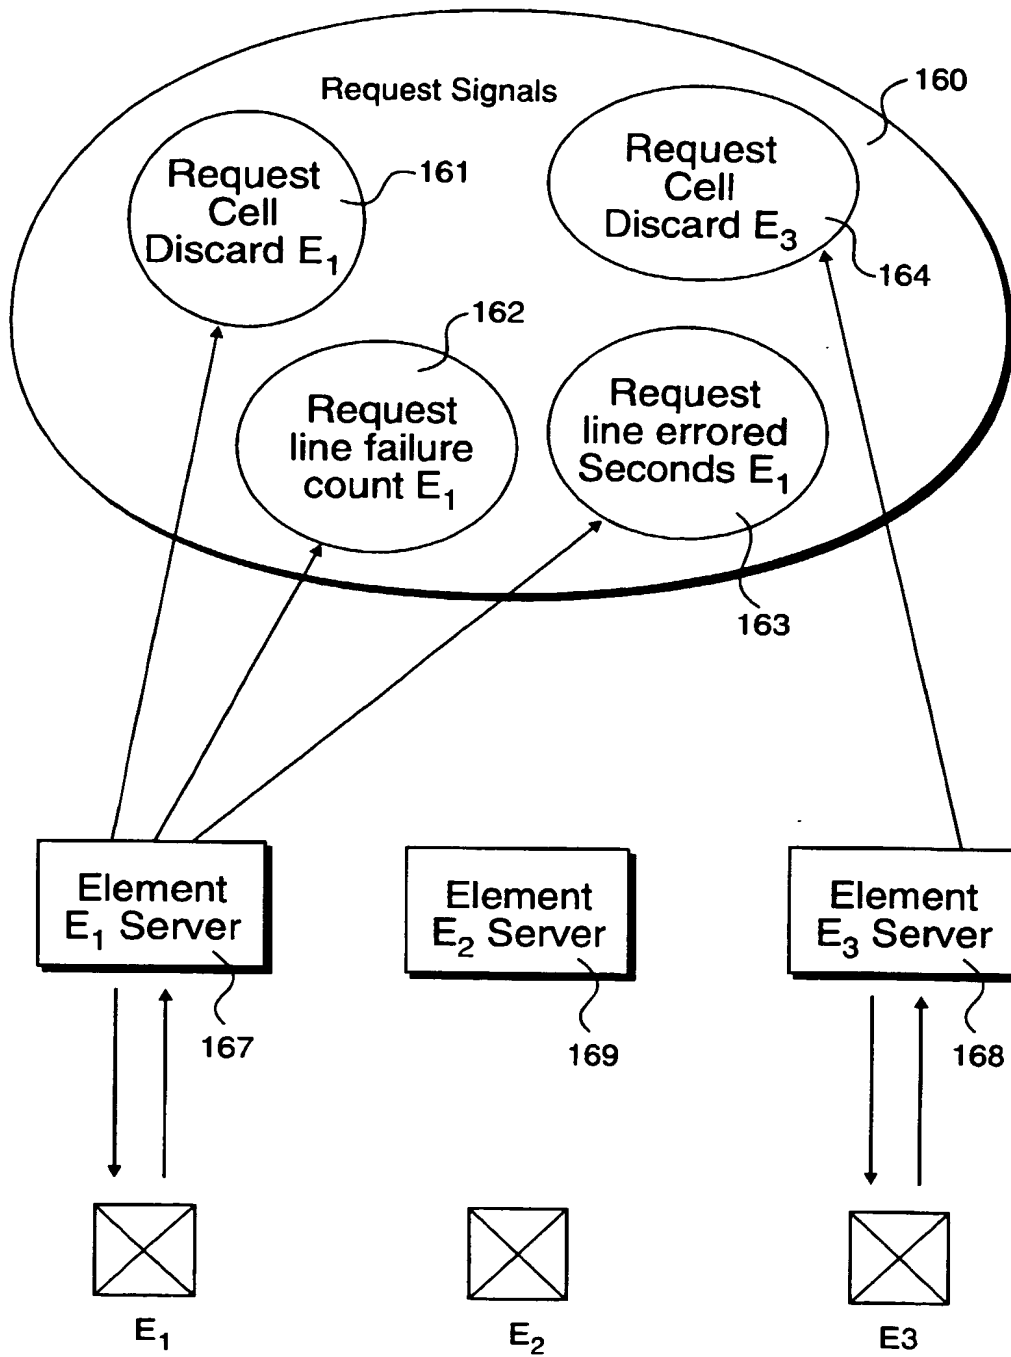 Request Signals
160
Request
Cell
Discard E₁
161
Request
Cell
Discard E₃
164
162
Request
line failure
count E₁
Request
line errored
Seconds E₁
163
Element
E₁ Server
167
Element
E₂ Server
169
Element
E₃ Server
168
E₁
E₂
E3